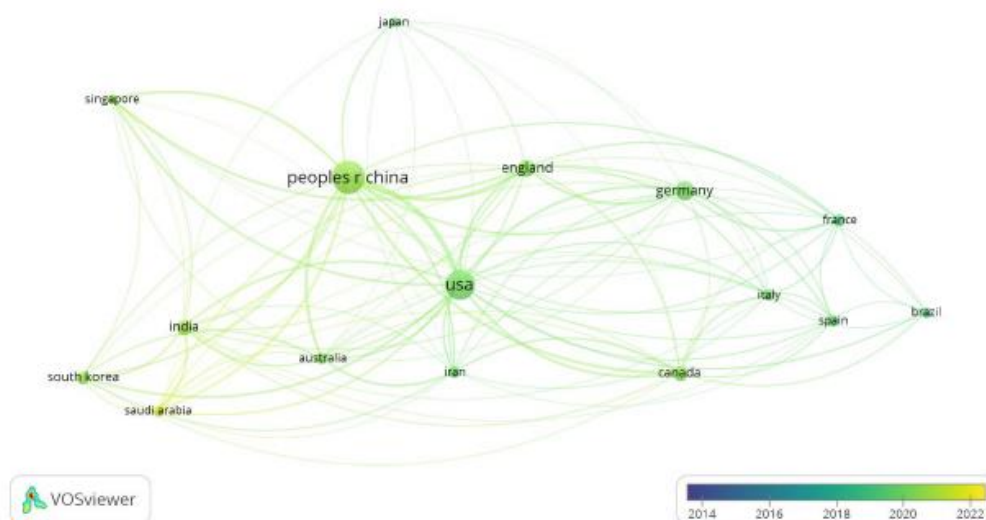 japan
singapore
peoples r china
england
germany
france
usa
italy
spain
brazil
india
australia
iran
canada
south korea
saudi arabia
VOSviewer
2014 2016 2018 2020 2022